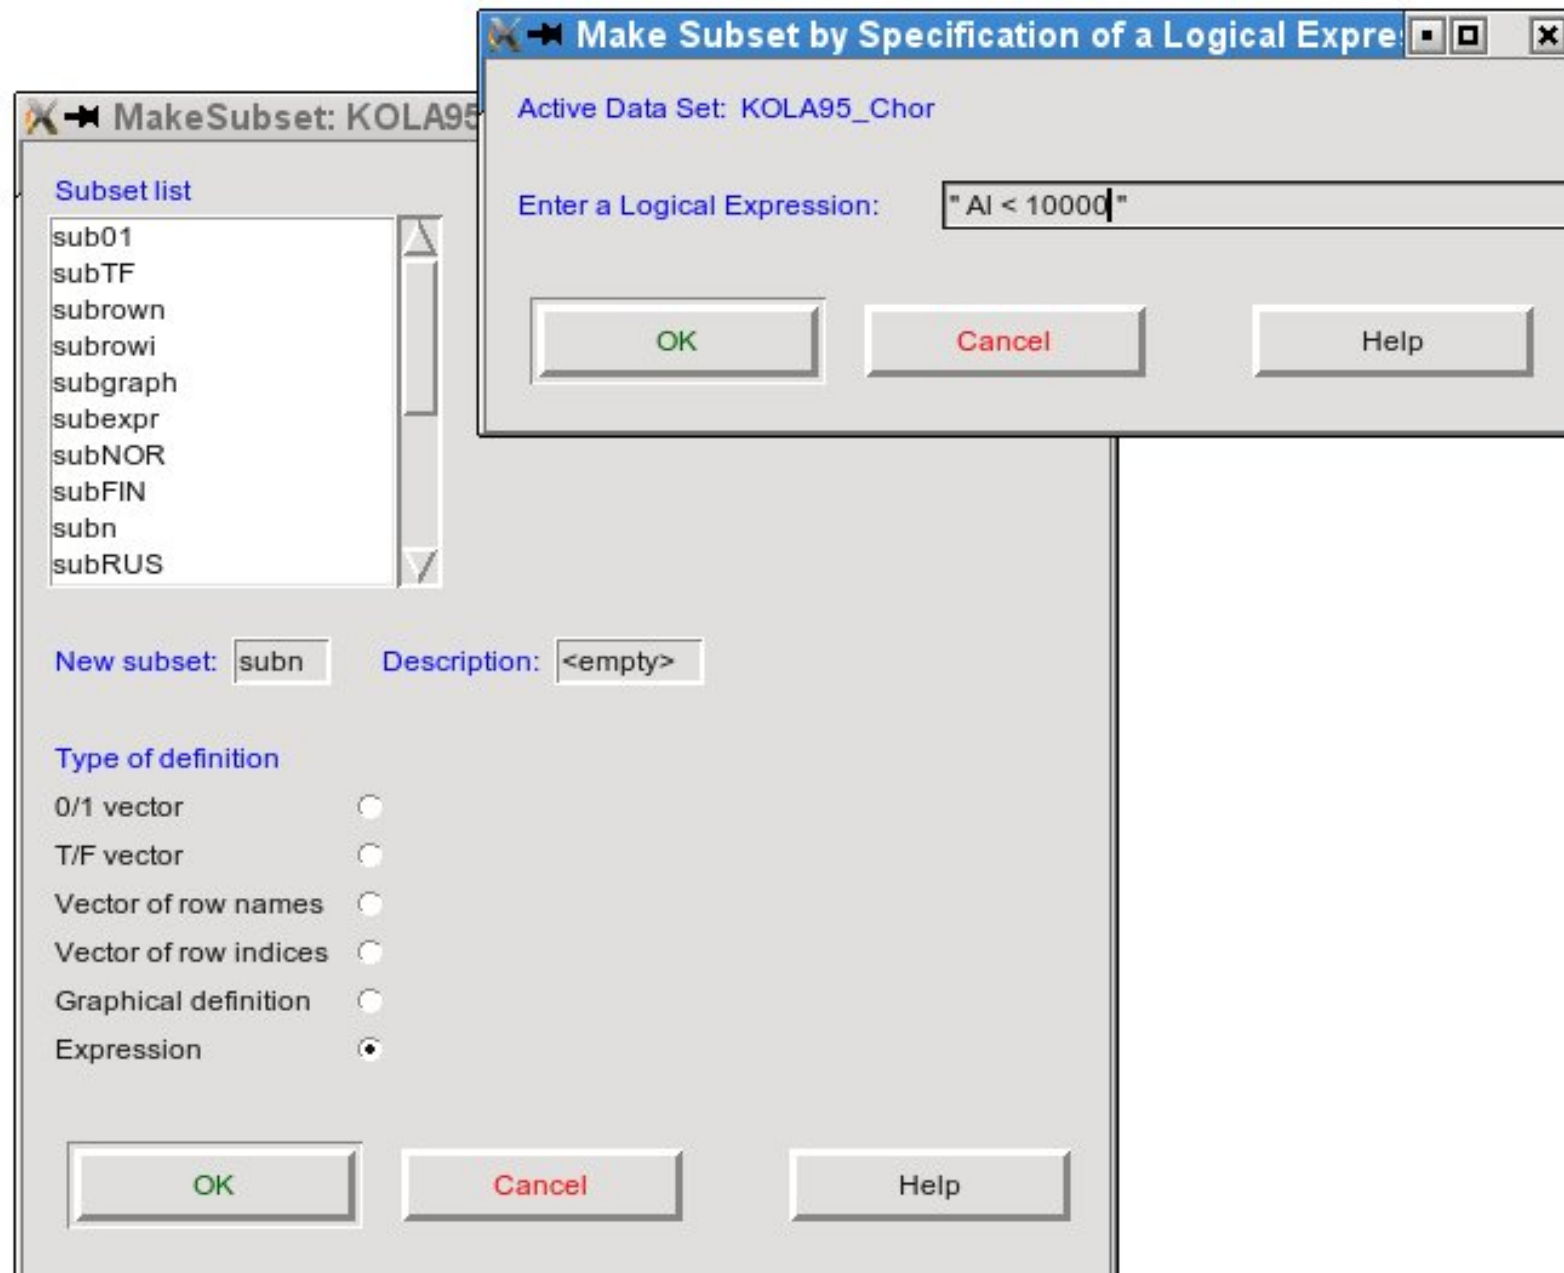 Make Subset by Specification of a Logical Expre
Active Data Set: KOLA95_Chor
Enter a Logical Expression: " Al < 10000 "
OK Cancel Help
MakeSubset: KOLA95
Subset list
sub01
subTF
subrown
subrowi
subgraph
subexpr
subNOR
subFIN
subn
subRUS
New subset: subn Description: <empty>
Type of definition
0/1 vector
T/F vector
Vector of row names
Vector of row indices
Graphical definition
Expression
OK Cancel Help